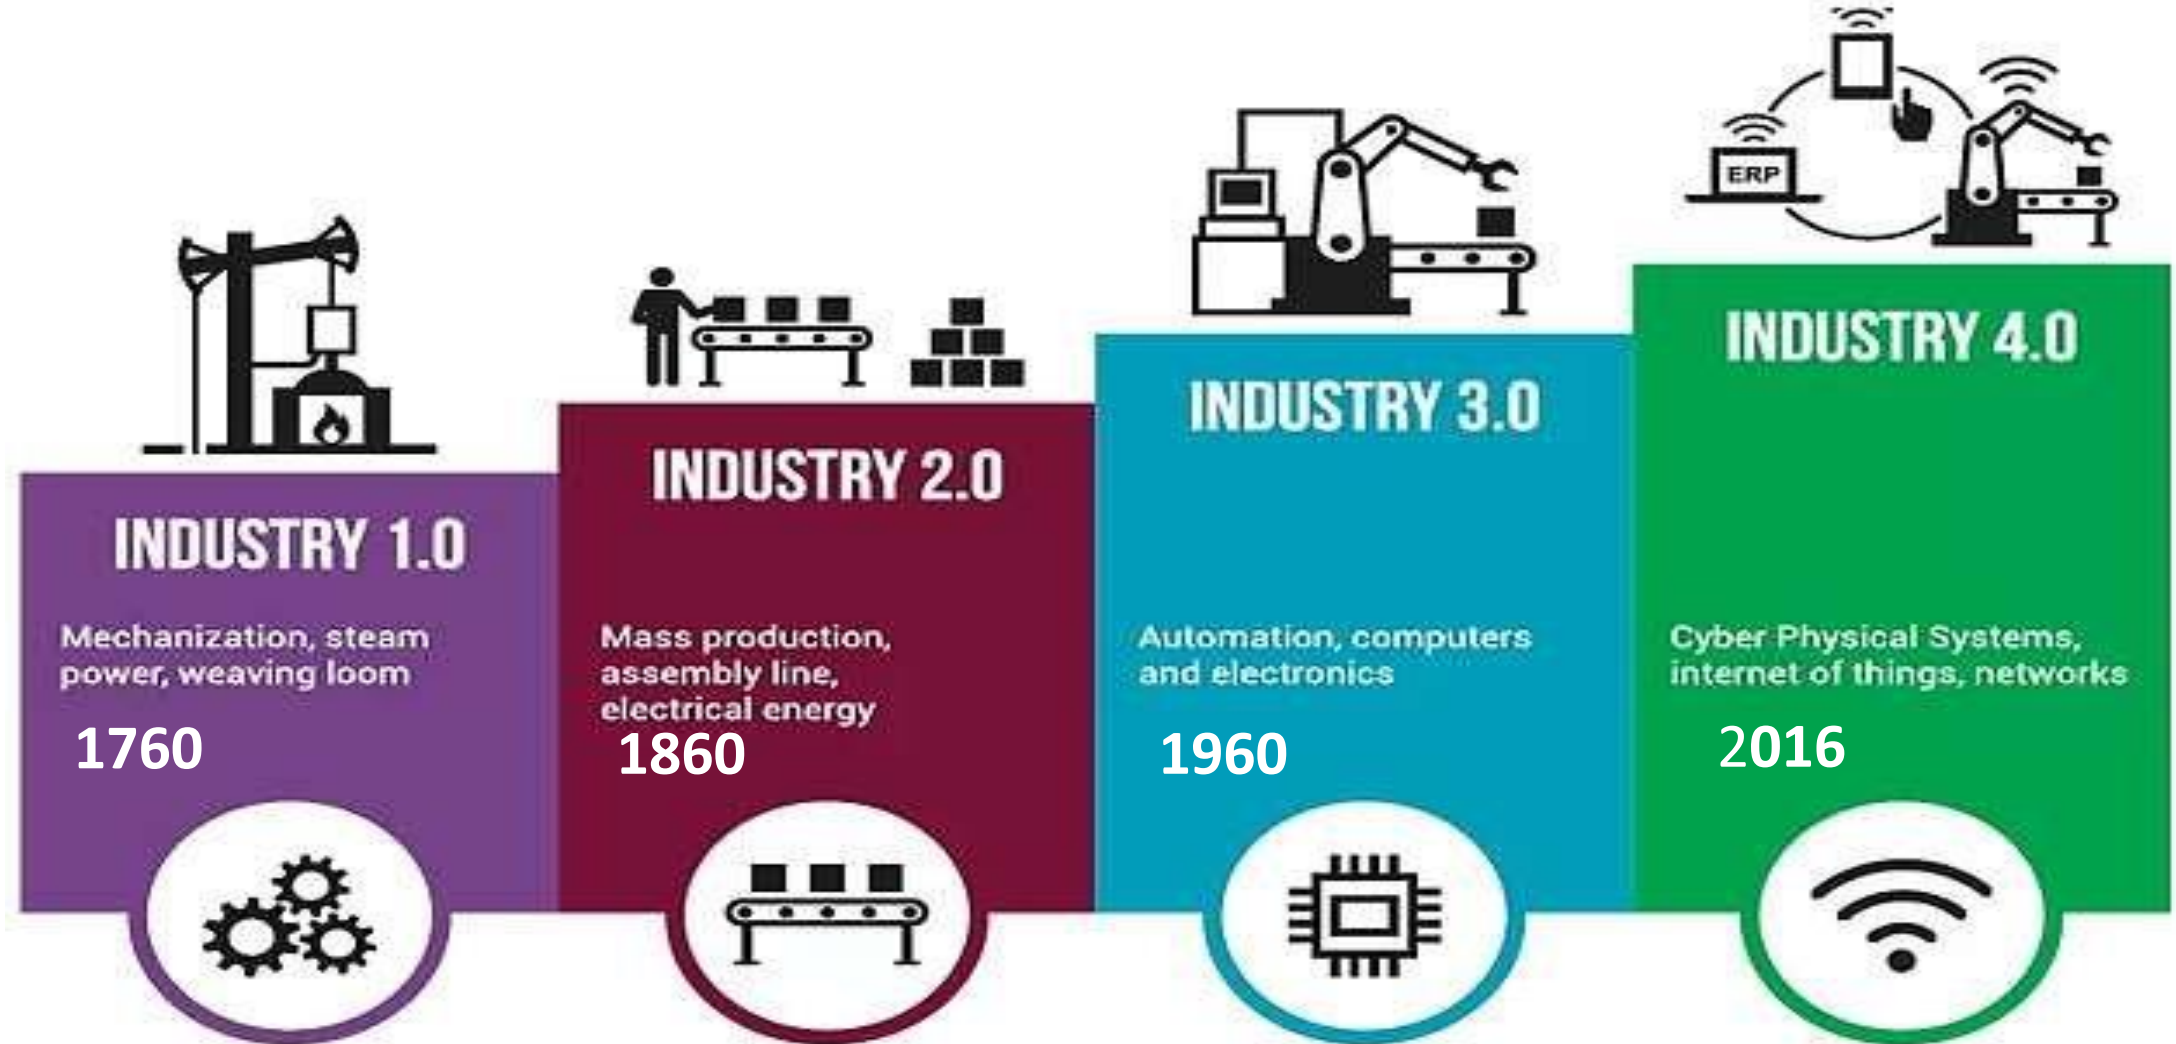 INDUSTRY 1.0
Mechanization, steam
power, weaving loom
1760
INDUSTRY 2.0
Mass production,
assembly line,
electrical energy
1860
INDUSTRY 3.0
Automation, computers
and electronics
1960
ERP
INDUSTRY 4.0
Cyber Physical Systems,
internet of things, networks
2016